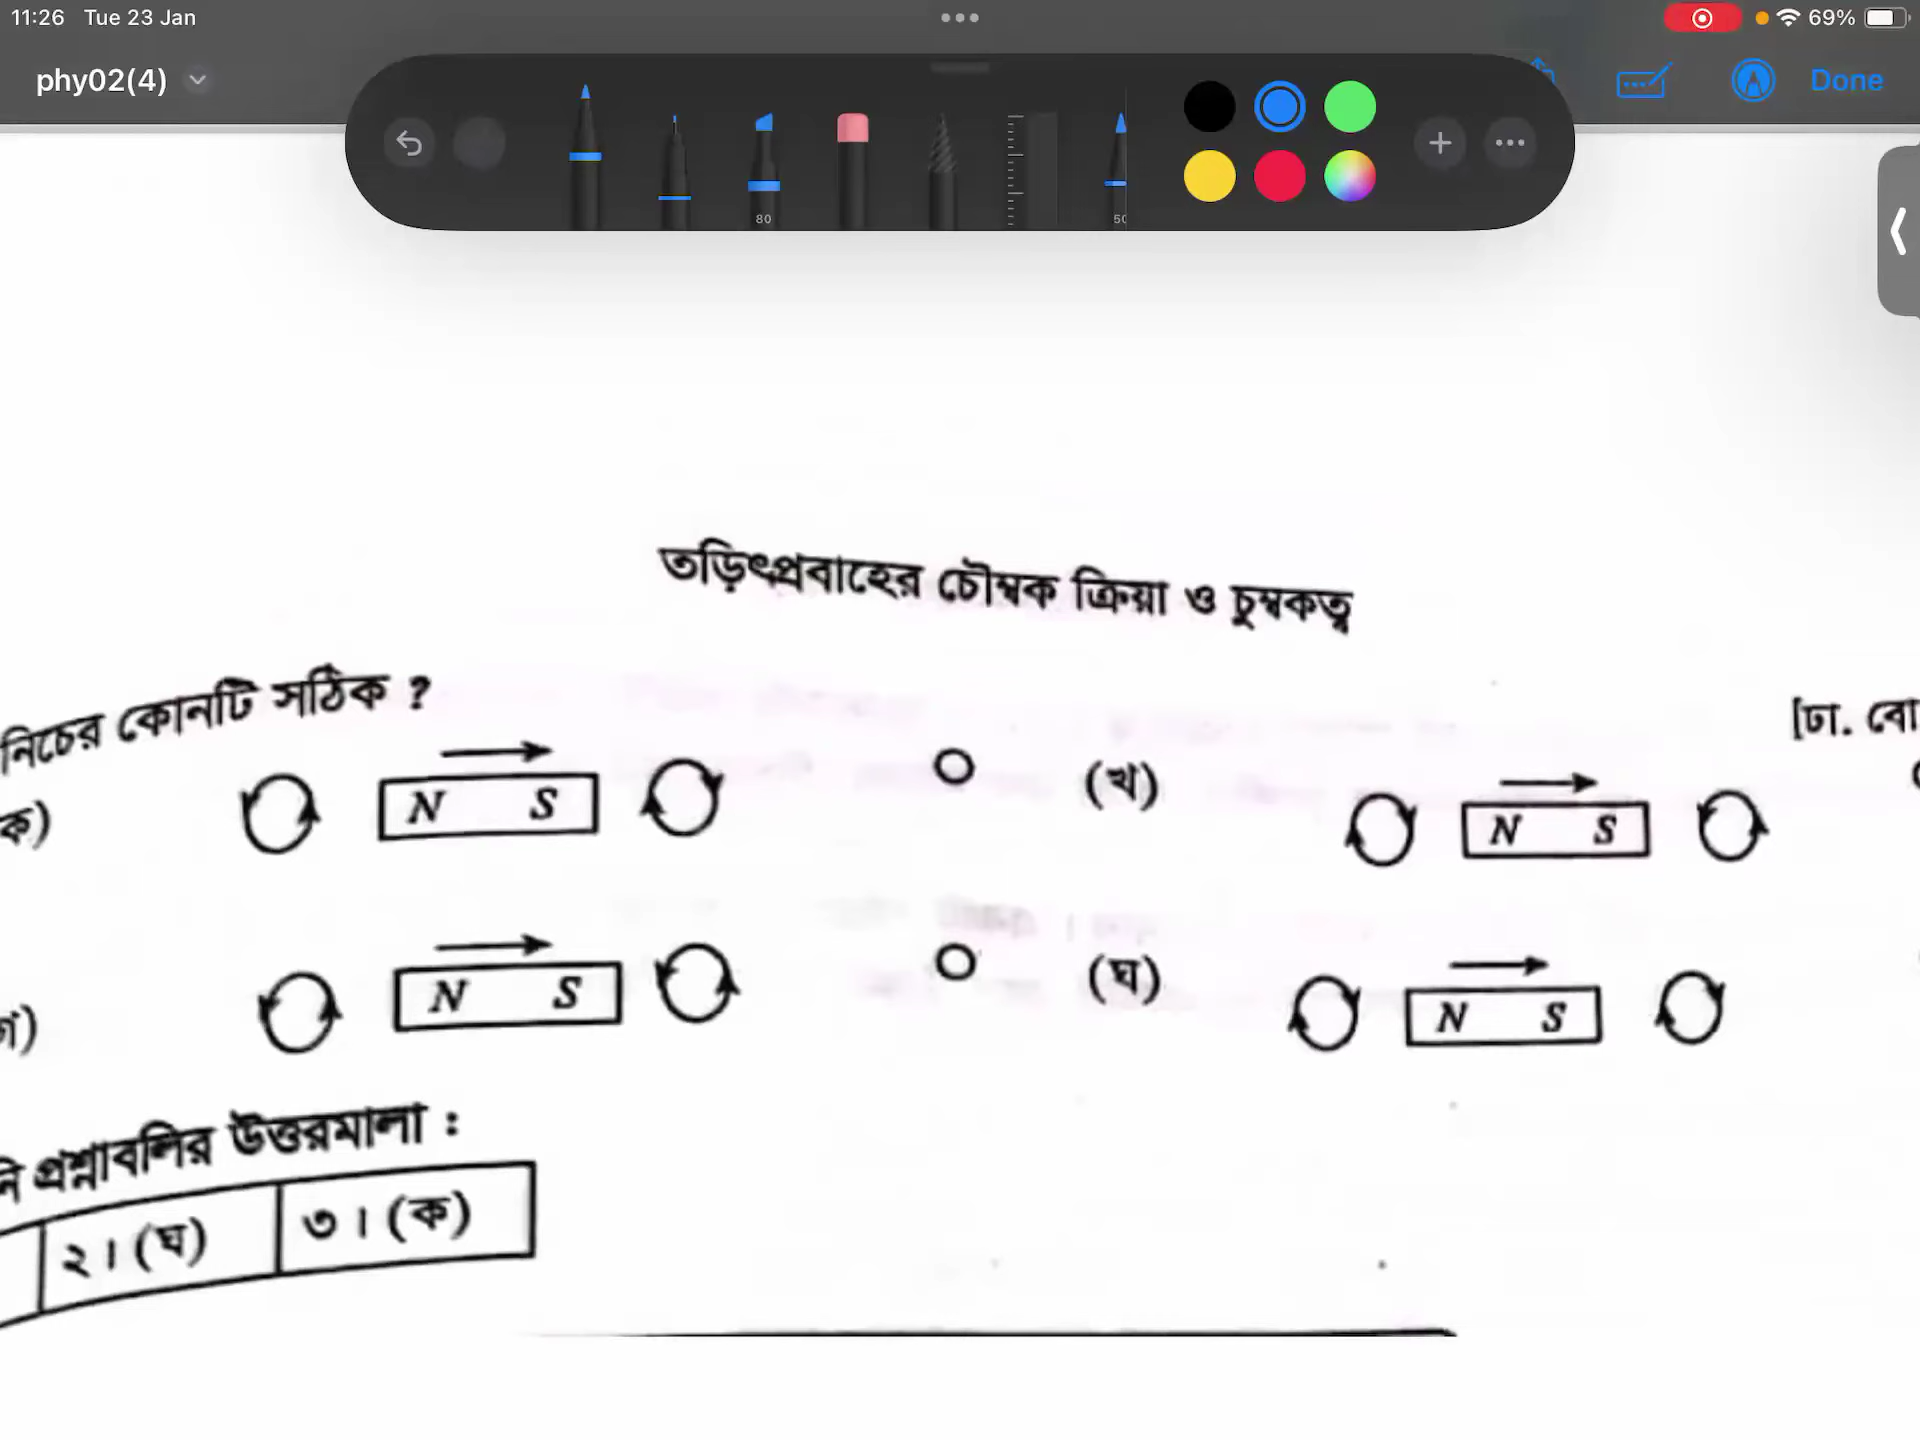 11:26 Tue 23 Jan
69%
phy02(4)
Done
80
50
তড়িৎপ্রবাহের চৌম্বক ক্রিয়া ও চুম্বকত্ব
নিচের কোনটি সঠিক ?
[ঢা. বো
ক)
N S
(খ)
N S
গ)
N S
(ঘ)
N S
নি প্রশ্নাবলির উত্তরমালা :
২। (ঘ)
৩। (ক)